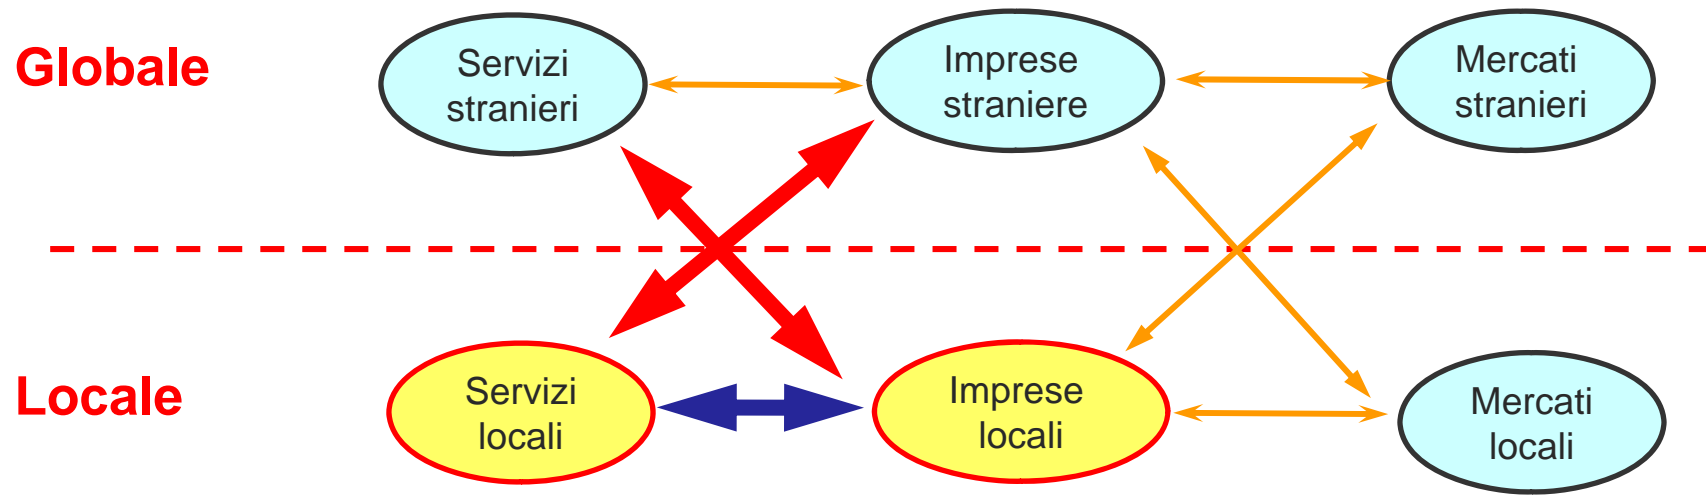 Globale
Servizi
stranieri
Imprese
straniere
Mercati
stranieri
Locale
Servizi
locali
Imprese
locali
Mercati
locali